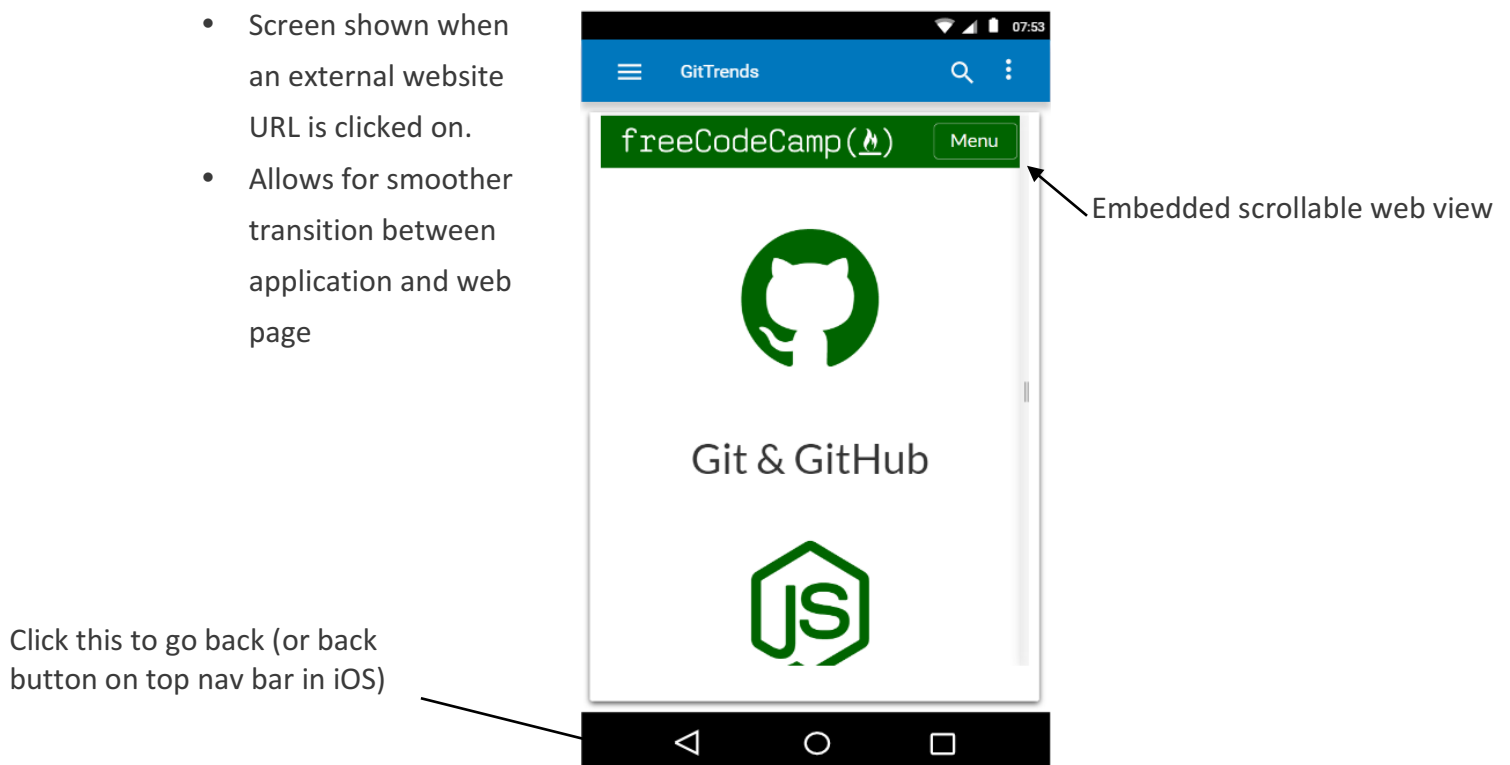 • Screen shown when
an external website
URL is clicked on.
• Allows for smoother
transition between
application and web
page
07:53
GitTrends
freeCodeCamp( )
Menu
Embedded scrollable web view
Git & GitHub
JS
Click this to go back (or back
button on top nav bar in iOS)